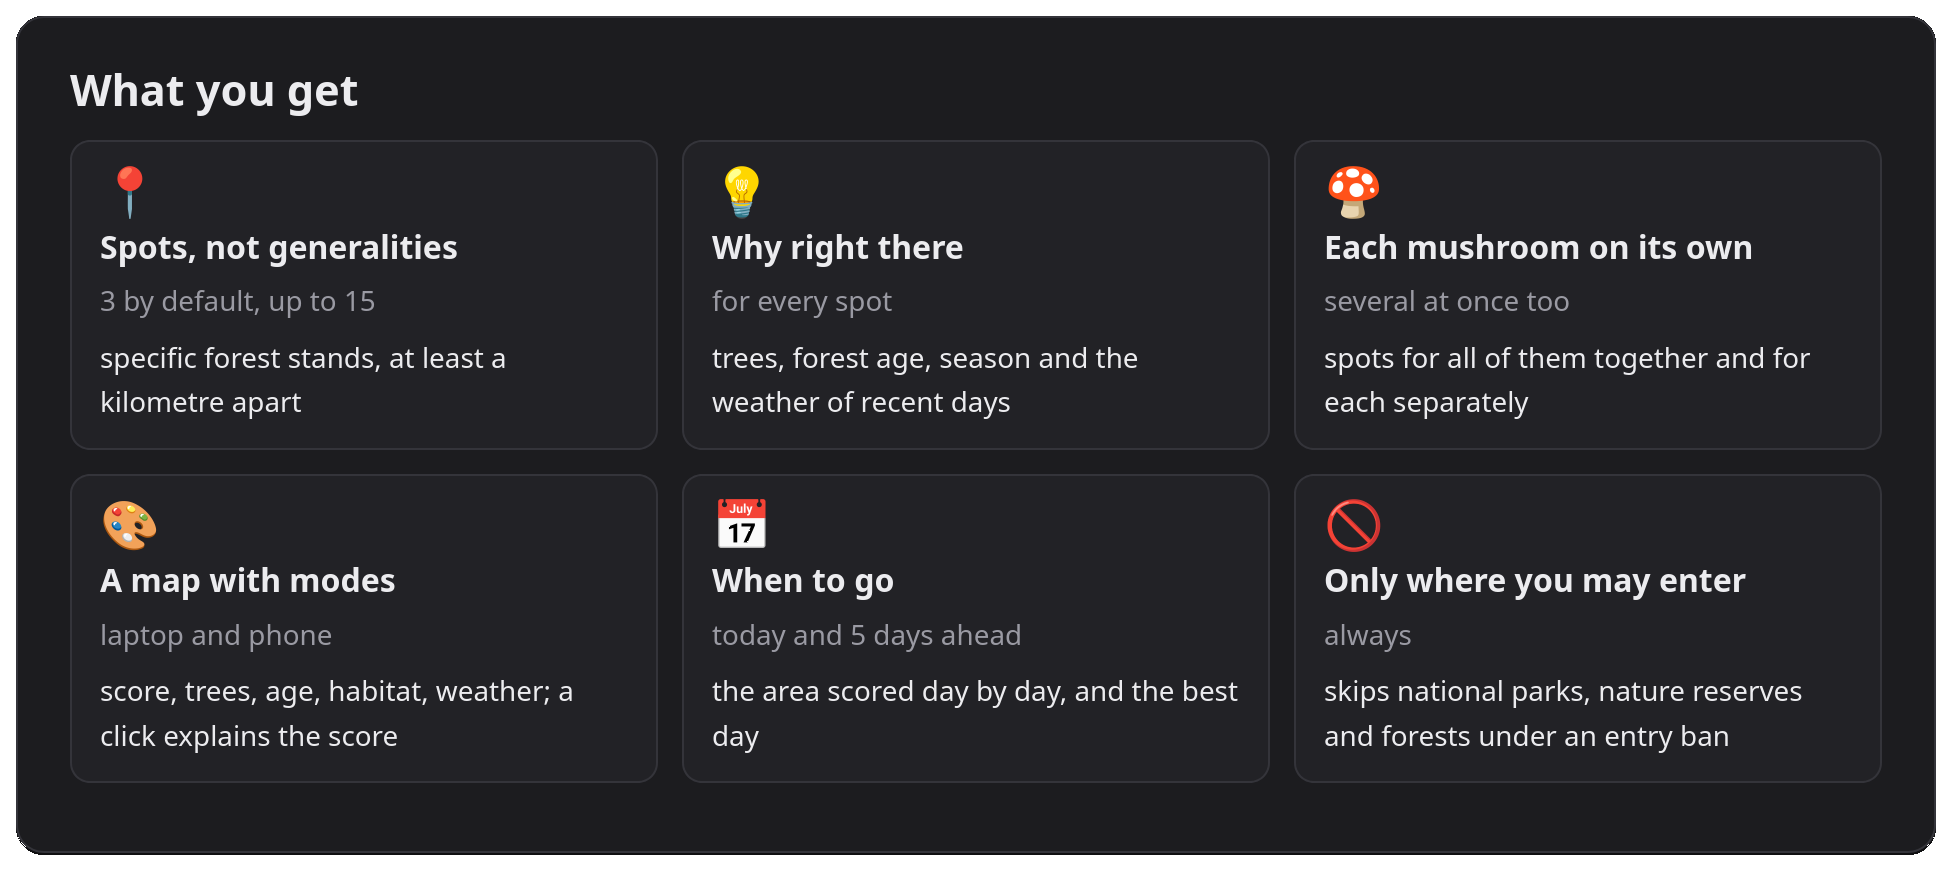 What you get
Spots, not generalities
3 by default, up to 15
specific forest stands, at least a
kilometre apart
Why right there
for every spot
trees, forest age, season and the
weather of recent days
Each mushroom on its own
several at once too
spots for all of them together and for
each separately
A map with modes
laptop and phone
score, trees, age, habitat, weather; a
click explains the score
July
17
When to go
today and 5 days ahead
the area scored day by day, and the best
day
Only where you may enter
always
skips national parks, nature reserves
and forests under an entry ban